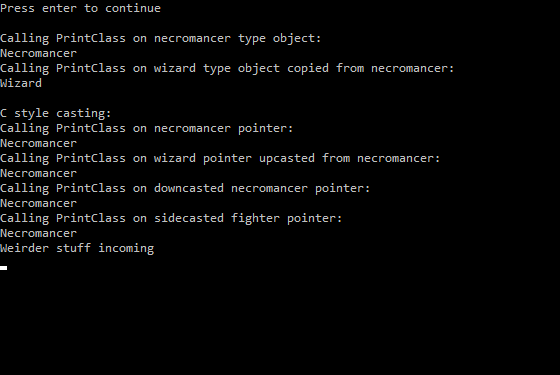 Press enter to continue
Calling PrintClass on necromancer type object:
Necromancer
Calling PrintClass on wizard type object copied from necromancer:
Wizard
C style casting:
Calling PrintClass on necromancer pointer:
Necromancer
Calling PrintClass on wizard pointer upcasted from necromancer:
Necromancer
Calling PrintClass on downcasted necromancer pointer:
Necromancer
Calling PrintClass on sidecasted fighter pointer:
Necromancer
Weirder stuff incoming